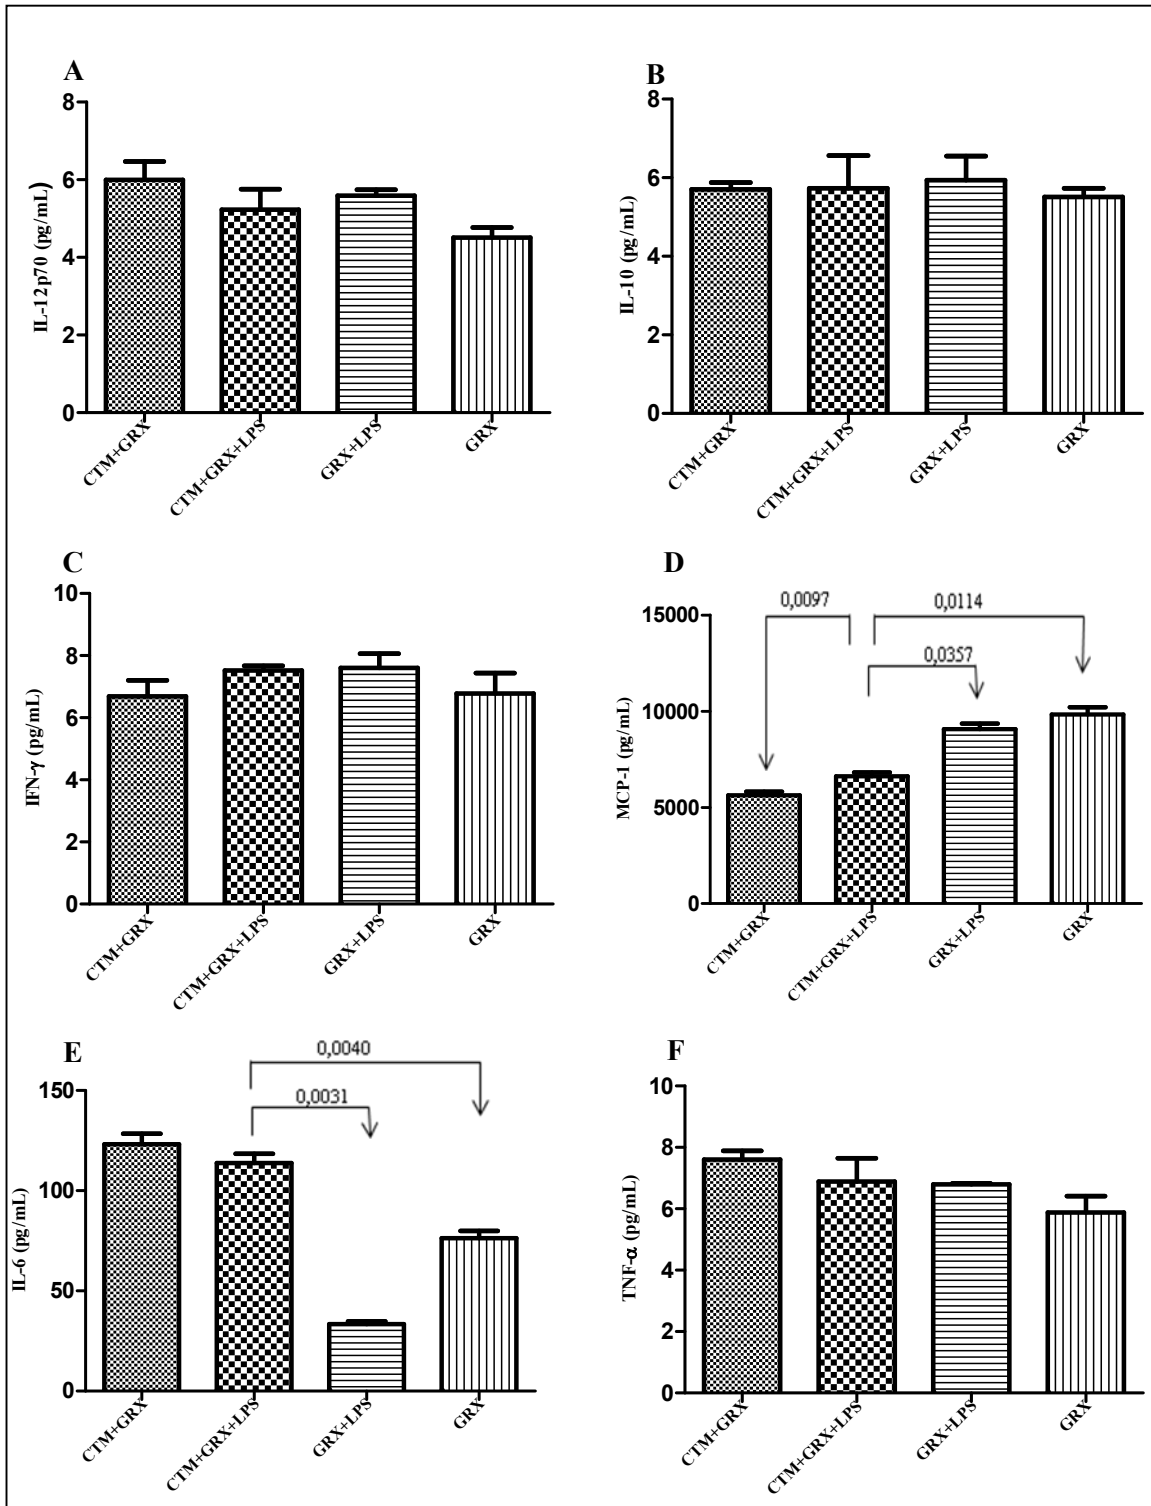 A
IL-12p70 (pg/mL)
8
6
4
2
0
CTM+GRX
CTM+GRX+LPS
GRX+LPS
GRX
B
IL-10 (pg/mL)
8
6
4
2
0
CTM+GRX
CTM+GRX+LPS
GRX+LPS
GRX
C
IFN-γ (pg/mL)
10
8
6
4
2
0
CTM+GRX
CTM+GRX+LPS
GRX+LPS
GRX
D
MCP-1 (pg/mL)
0,0097
0,0114
0,0357
15000
10000
5000
0
CTM+GRX
CTM+GRX+LPS
GRX+LPS
GRX
E
IL-6 (pg/mL)
0,0040
0,0031
150
100
50
0
CTM+GRX
CTM+GRX+LPS
GRX+LPS
GRX
F
TNF-α (pg/mL)
10
8
6
4
2
0
CTM+GRX
CTM+GRX+LPS
GRX+LPS
GRX